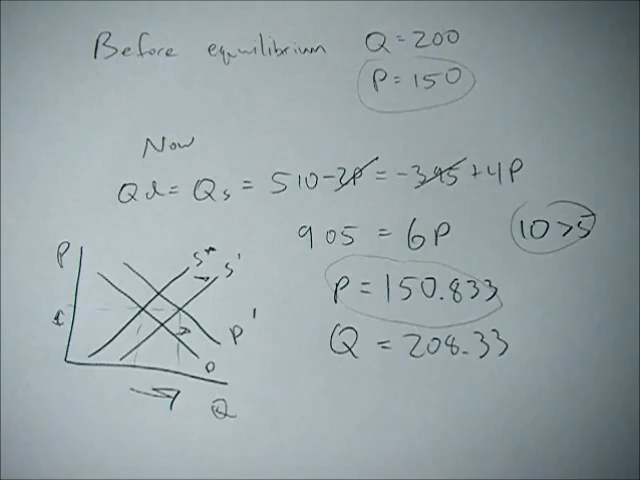 Before equilibrium Q = 200
P = 150
Now
Qd = Qs = 510 - 2P = -395 + 4P
905 = 6P
10 > 5
P = 150.833
Q = 208.33
P
S
S'
D'
D
Q